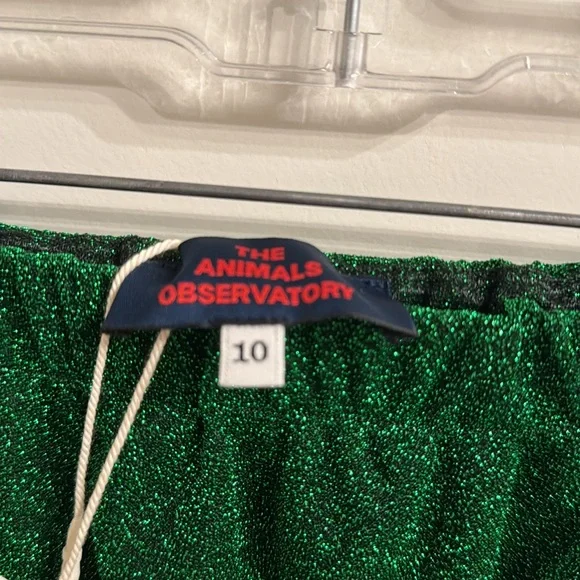 THE
ANIMALS
OBSERVATORY
10